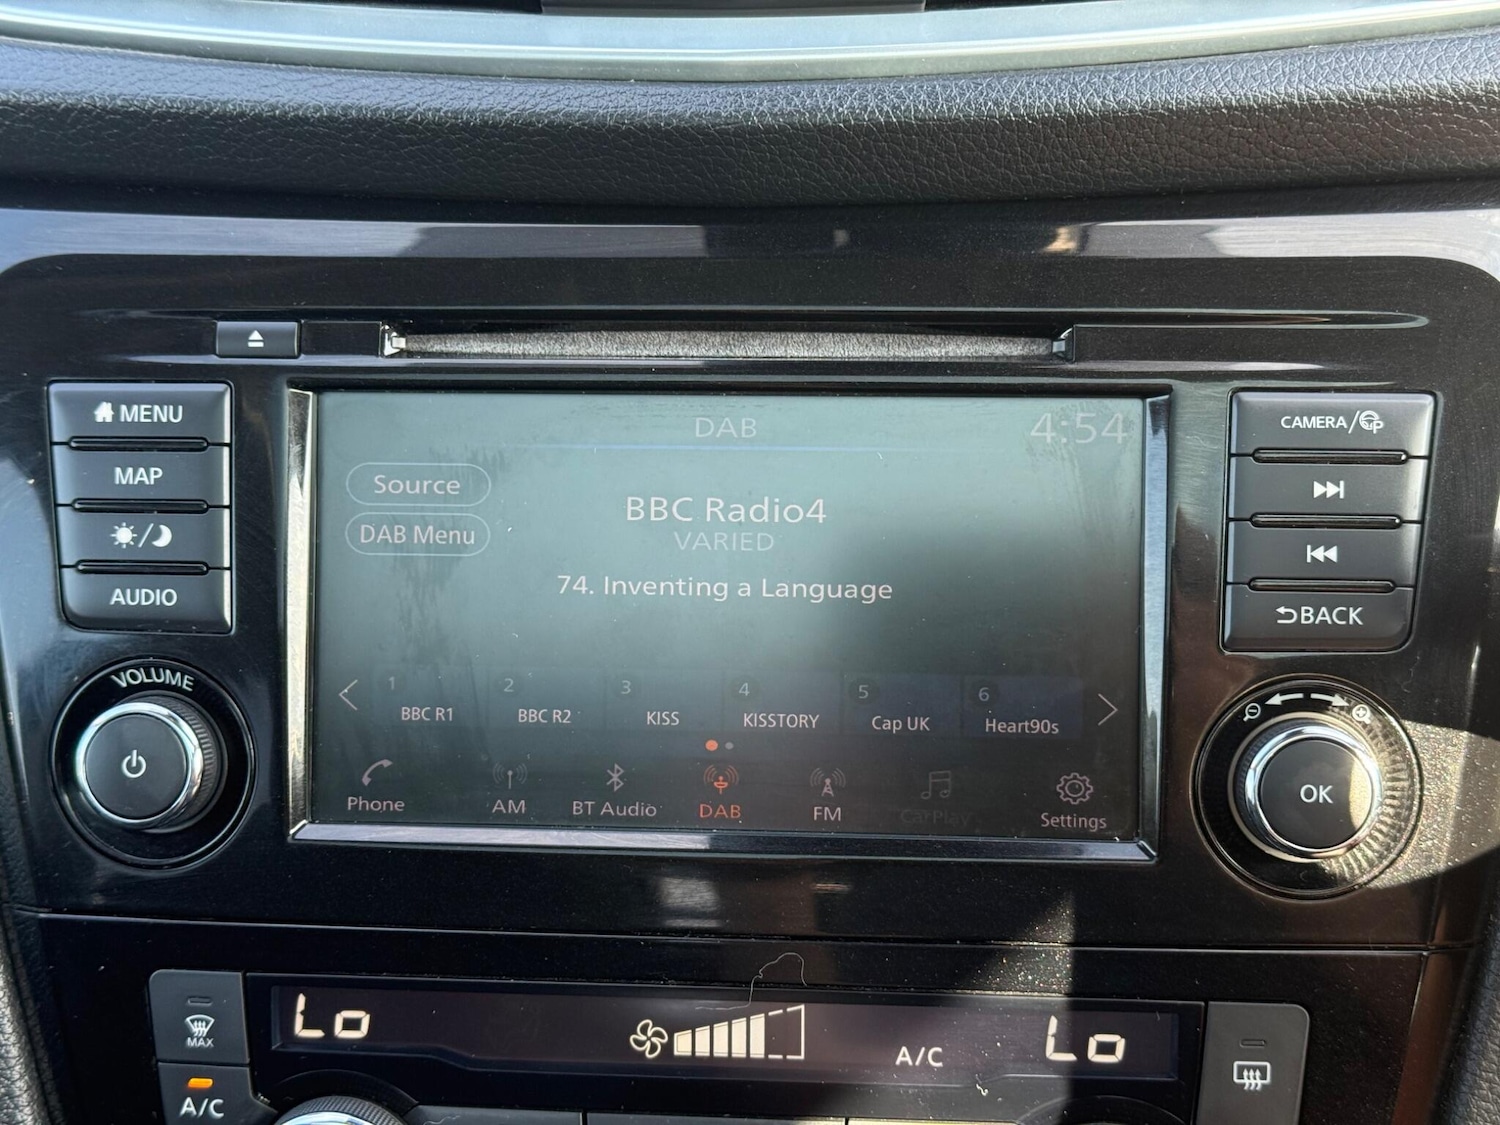 MENU
MAP
AUDIO
VOLUME
DAB
4:54
Source
DAB Menu
BBC Radio4
VARIED
74. Inventing a Language
1
BBC R1
2
BBC R2
3
KISS
4
KISSTORY
5
Cap UK
6
Heart90s
Phone
AM
BT Audio
DAB
FM
CarPlay
Settings
CAMERA/P
BACK
OK
MAX
A/C
Lo
A/C
Lo